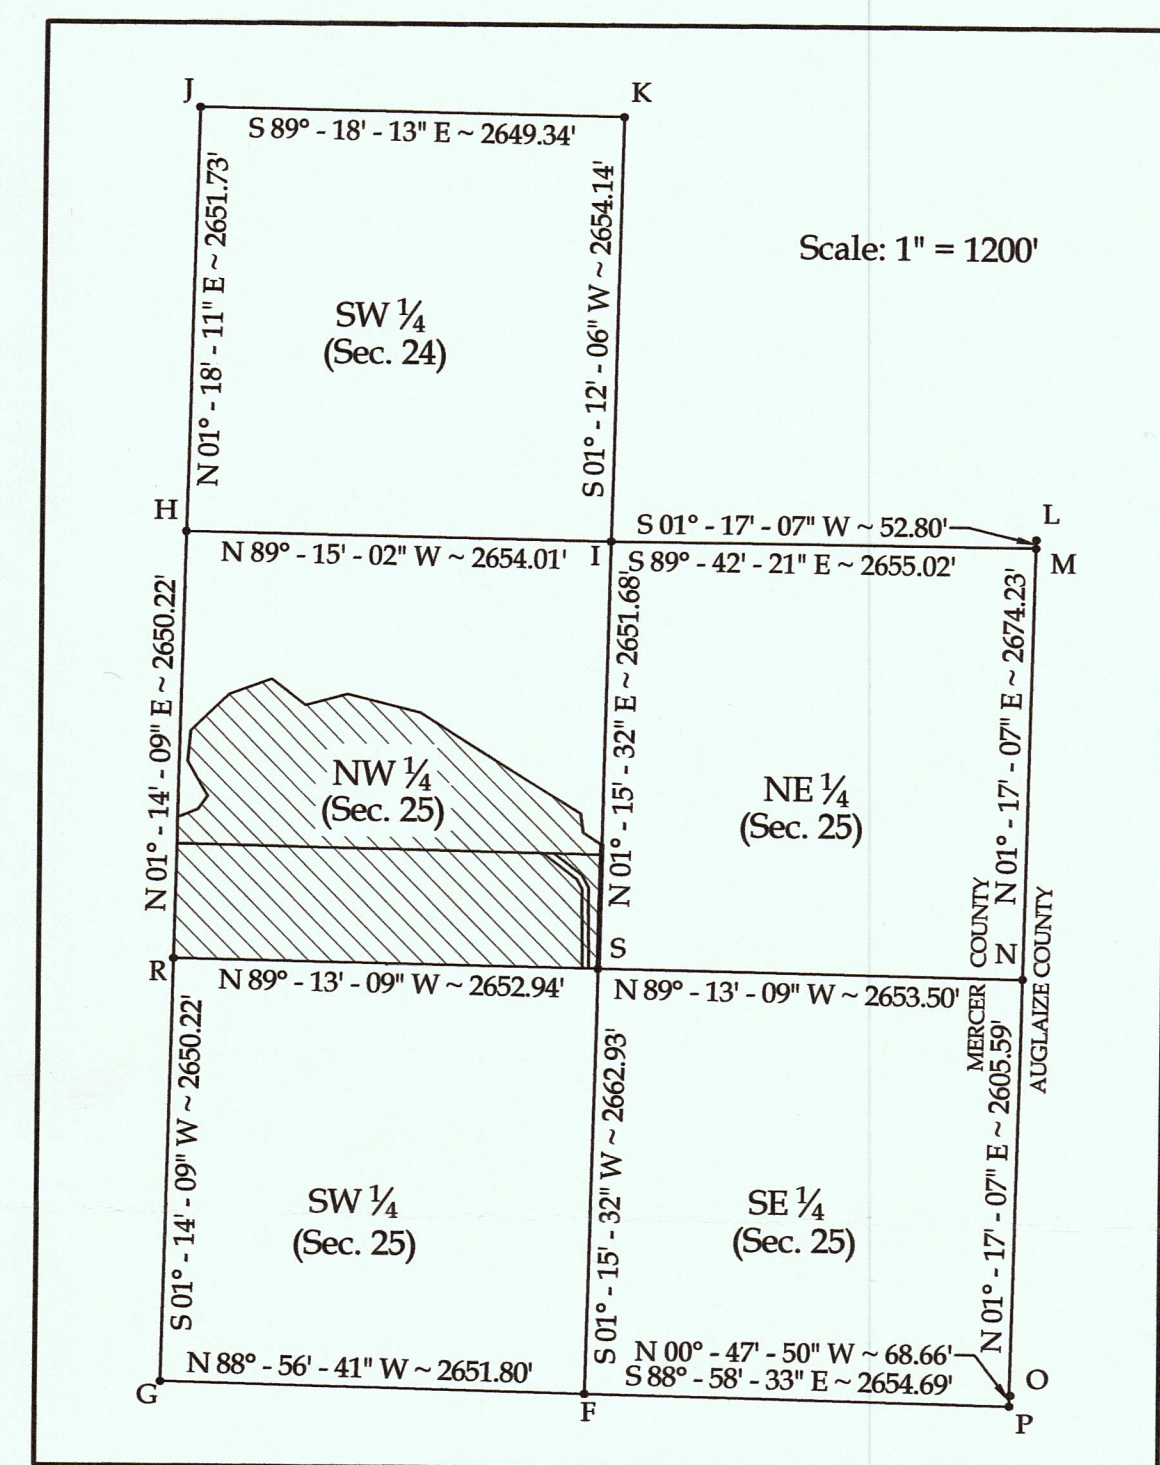 J
K
S 89° - 18' - 13" E ~ 2649.34'
N 01° - 18' - 11" E ~ 2651.73'
S 01° - 12' - 06" W ~ 2654.14'
Scale: 1" = 1200'
SW ¼
(Sec. 24)
H
I
L
M
S 01° - 17' - 07" W ~ 52.80'
N 89° - 15' - 02" W ~ 2654.01'
S 89° - 42' - 21" E ~ 2655.02'
N 01° - 14' - 09" E ~ 2650.22'
N 01° - 15' - 32" E ~ 2651.68'
N 01° - 17' - 07" E ~ 2674.23'
NW ¼
(Sec. 25)
NE ¼
(Sec. 25)
MERCER COUNTY
AUGLAIZE COUNTY
R
S
N
N 89° - 13' - 09" W ~ 2652.94'
N 89° - 13' - 09" W ~ 2653.50'
S 01° - 14' - 09" W ~ 2650.22'
S 01° - 15' - 32" W ~ 2662.93'
N 01° - 17' - 07" E ~ 2605.59'
SW ¼
(Sec. 25)
SE ¼
(Sec. 25)
N 00° - 47' - 50" W ~ 68.66'
N 88° - 56' - 41" W ~ 2651.80'
S 88° - 58' - 33" E ~ 2654.69'
G
F
O
P